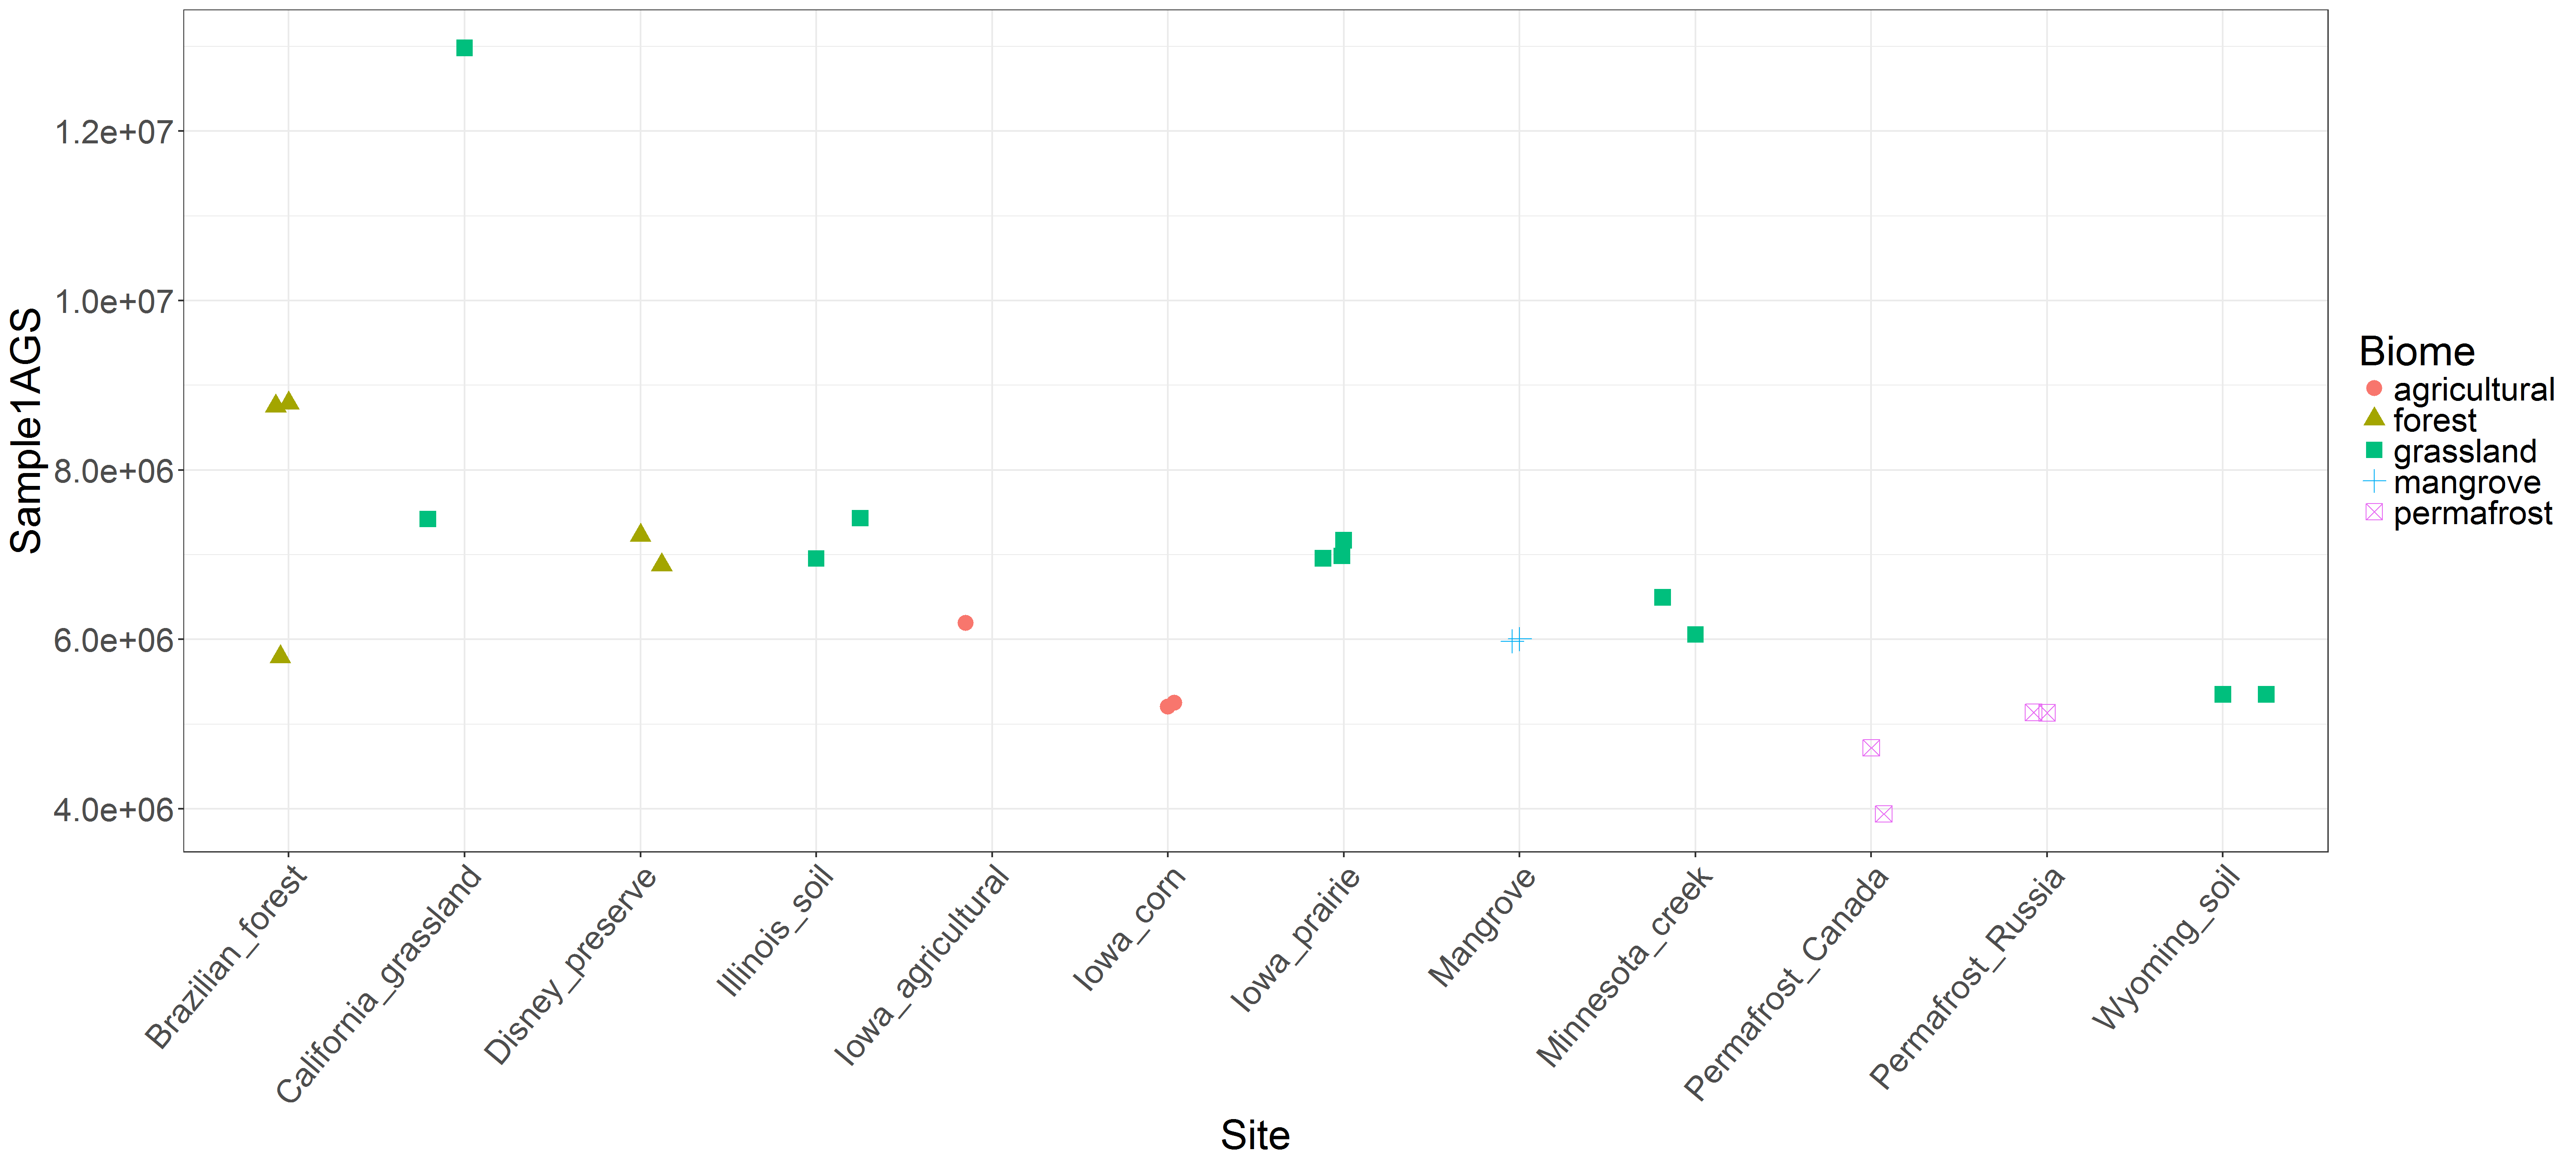 Sample1AGS
1.2e+07
1.0e+07
8.0e+06
6.0e+06
4.0e+06
Brazilian_forest
California_grassland
Disney_preserve
Illinois_soil
Iowa_agricultural
Iowa_corn
Iowa_prairie
Mangrove
Minnesota_creek
Permafrost_Canada
Permafrost_Russia
Wyoming_soil
Site
Biome
agricultural
forest
grassland
mangrove
permafrost